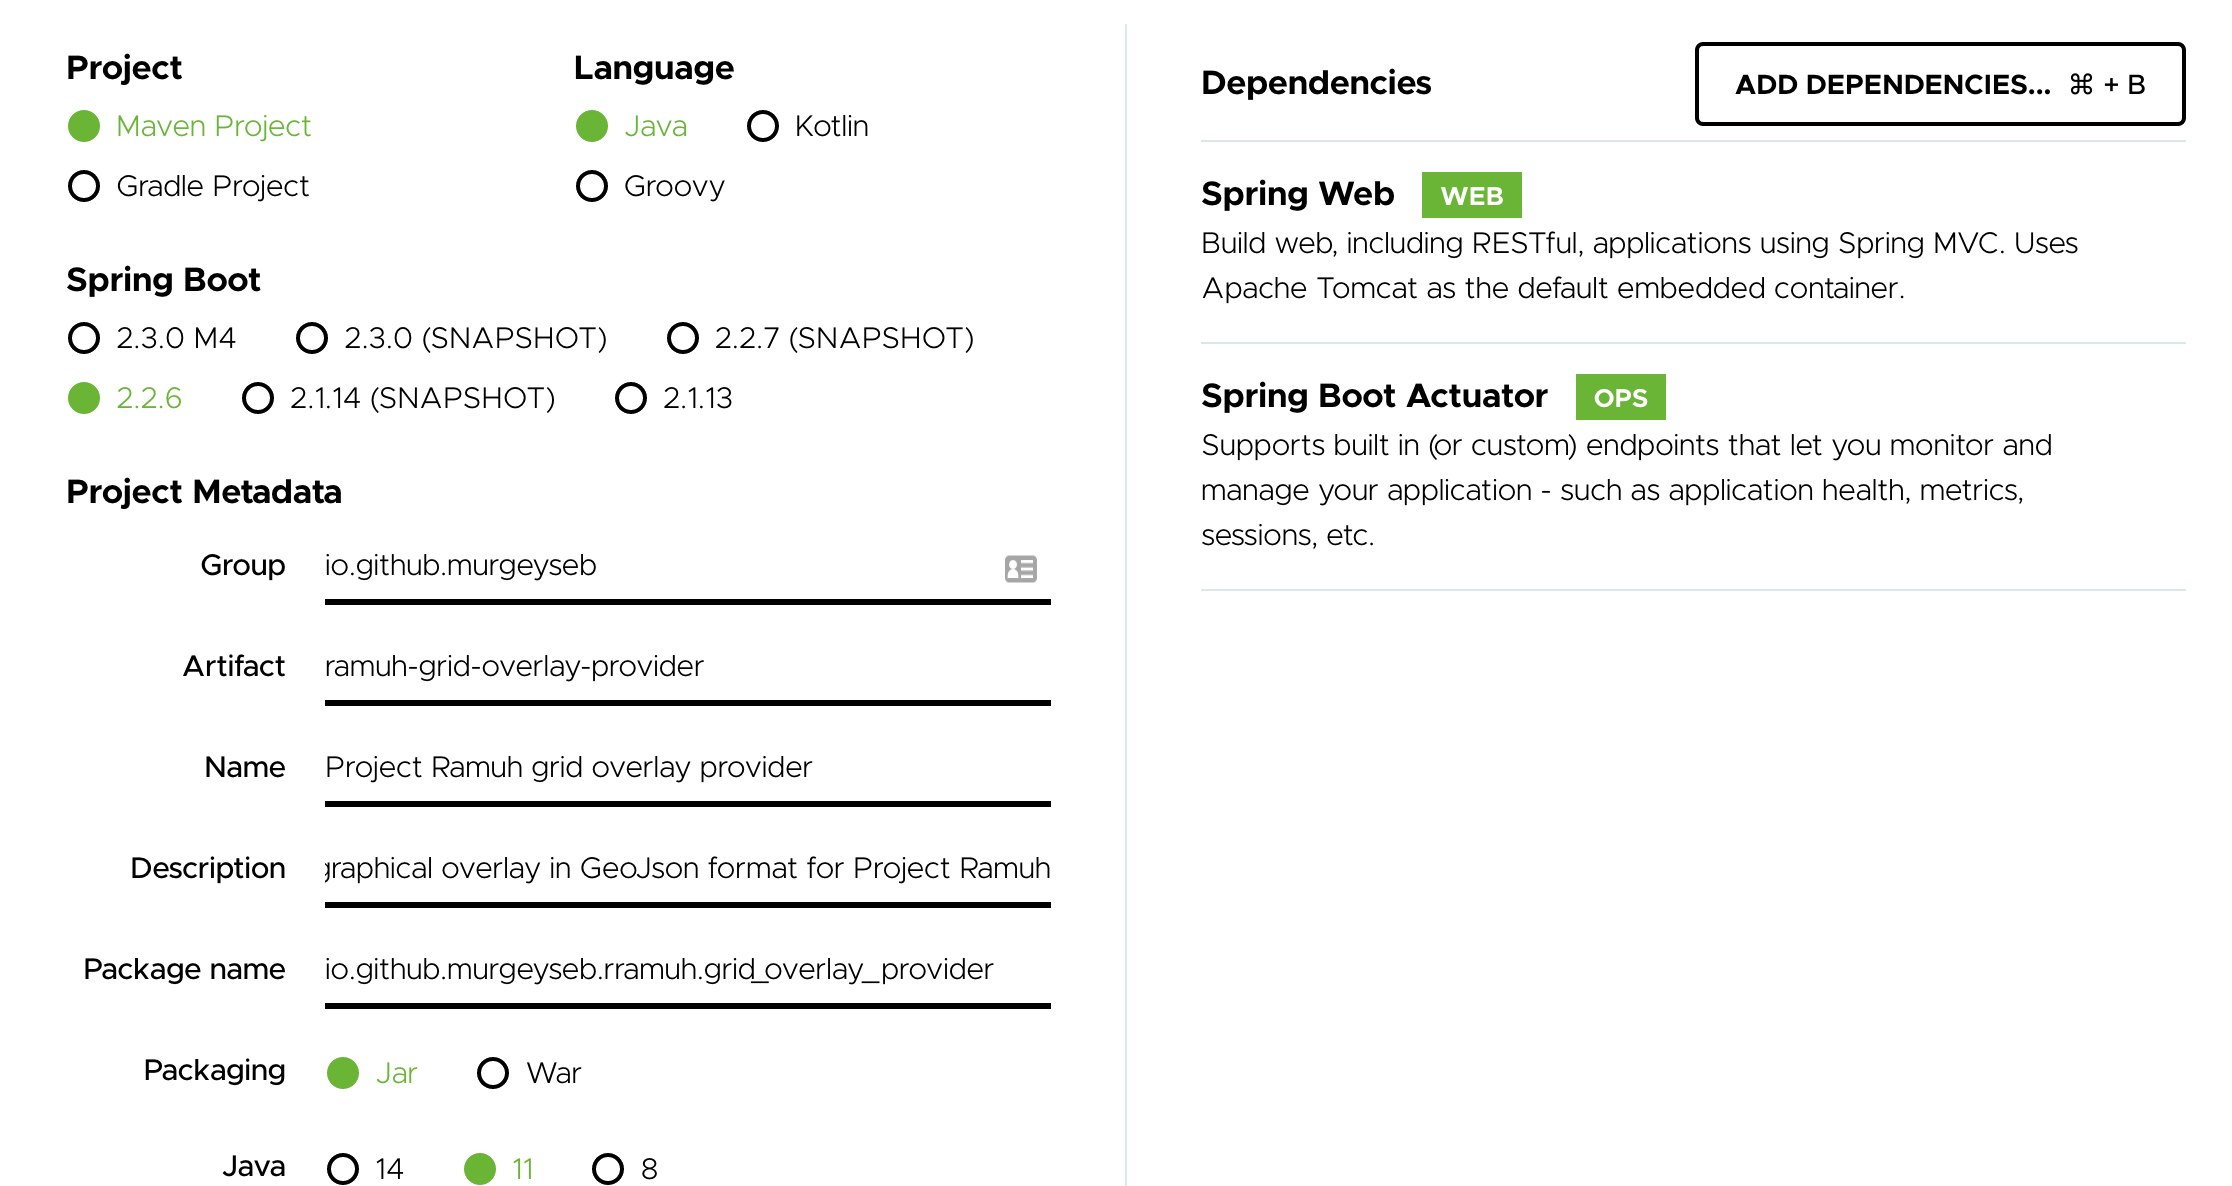 Project
Maven Project
Gradle Project
Language
Java Kotlin
Groovy
Spring Boot
2.3.0 M4 2.3.0 (SNAPSHOT) 2.2.7 (SNAPSHOT)
2.2.6 2.1.14 (SNAPSHOT) 2.1.13
Project Metadata
Group io.github.murgeyseb
Artifact ramuh-grid-overlay-provider
Name Project Ramuh grid overlay provider
Description graphical overlay in GeoJson format for Project Ramuh
Package name io.github.murgeyseb.rramuh.grid_overlay_provider
Packaging Jar War
Java 14 11 8
Dependencies
ADD DEPENDENCIES... ⌘ + B
Spring Web WEB
Build web, including RESTful, applications using Spring MVC. Uses
Apache Tomcat as the default embedded container.
Spring Boot Actuator OPS
Supports built in (or custom) endpoints that let you monitor and
manage your application - such as application health, metrics,
sessions, etc.